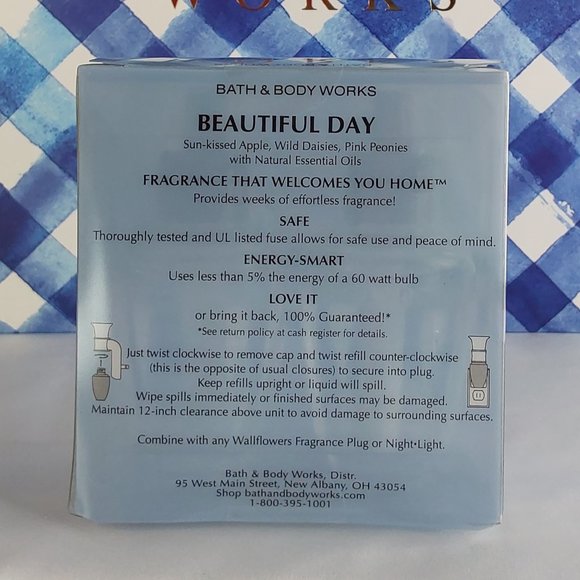 WORKS
BATH & BODY WORKS
BEAUTIFUL DAY
Sun-kissed Apple, Wild Daisies, Pink Peonies
with Natural Essential Oils
FRAGRANCE THAT WELCOMES YOU HOME™
Provides weeks of effortless fragrance!
SAFE
Thoroughly tested and UL listed fuse allows for safe use and peace of mind.
ENERGY-SMART
Uses less than 5% the energy of a 60 watt bulb
LOVE IT
or bring it back, 100% Guaranteed!*
*See return policy at cash register for details.
Just twist clockwise to remove cap and twist refill counter-clockwise
(this is the opposite of usual closures) to secure into plug.
Keep refills upright or liquid will spill.
Wipe spills immediately or finished surfaces may be damaged.
Maintain 12-inch clearance above unit to avoid damage to surrounding surfaces.
Combine with any Wallflowers Fragrance Plug or Night•Light.
Bath & Body Works, Distr.
95 West Main Street, New Albany, OH 43054
Shop bathandbodyworks.com
1-800-395-1001